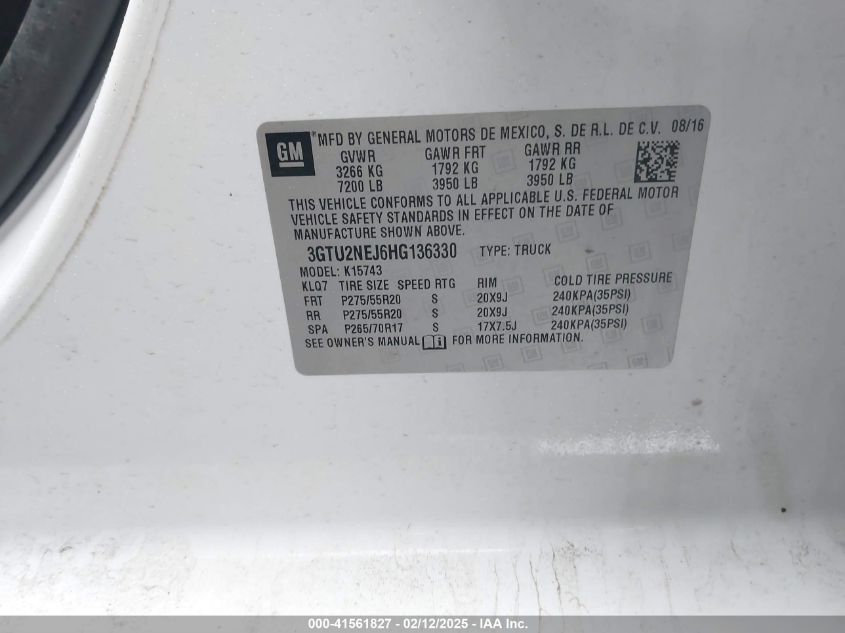 GM *MFD BY GENERAL MOTORS DE MEXICO, S. DE R.L. DE C.V. 08/16
GVWR GAWR FRT GAWR RR
3266 KG 1792 KG 1792 KG
7200 LB 3950 LB 3950 LB
THIS VEHICLE CONFORMS TO ALL APPLICABLE U.S. FEDERAL MOTOR
VEHICLE SAFETY STANDARDS IN EFFECT ON THE DATE OF
MANUFACTURE SHOWN ABOVE.
3GTU2NEJ6HG136330 TYPE: TRUCK
MODEL: K15743
KLQ7 TIRE SIZE SPEED RTG RIM COLD TIRE PRESSURE
FRT P275/55R20 S 20X9J 240KPA(35PSI)
RR P275/55R20 S 20X9J 240KPA(35PSI)
SPA P265/70R17 S 17X7.5J 240KPA(35PSI)
SEE OWNER'S MANUAL FOR MORE INFORMATION.
000-41561827 - 02/12/2025 - IAA Inc.